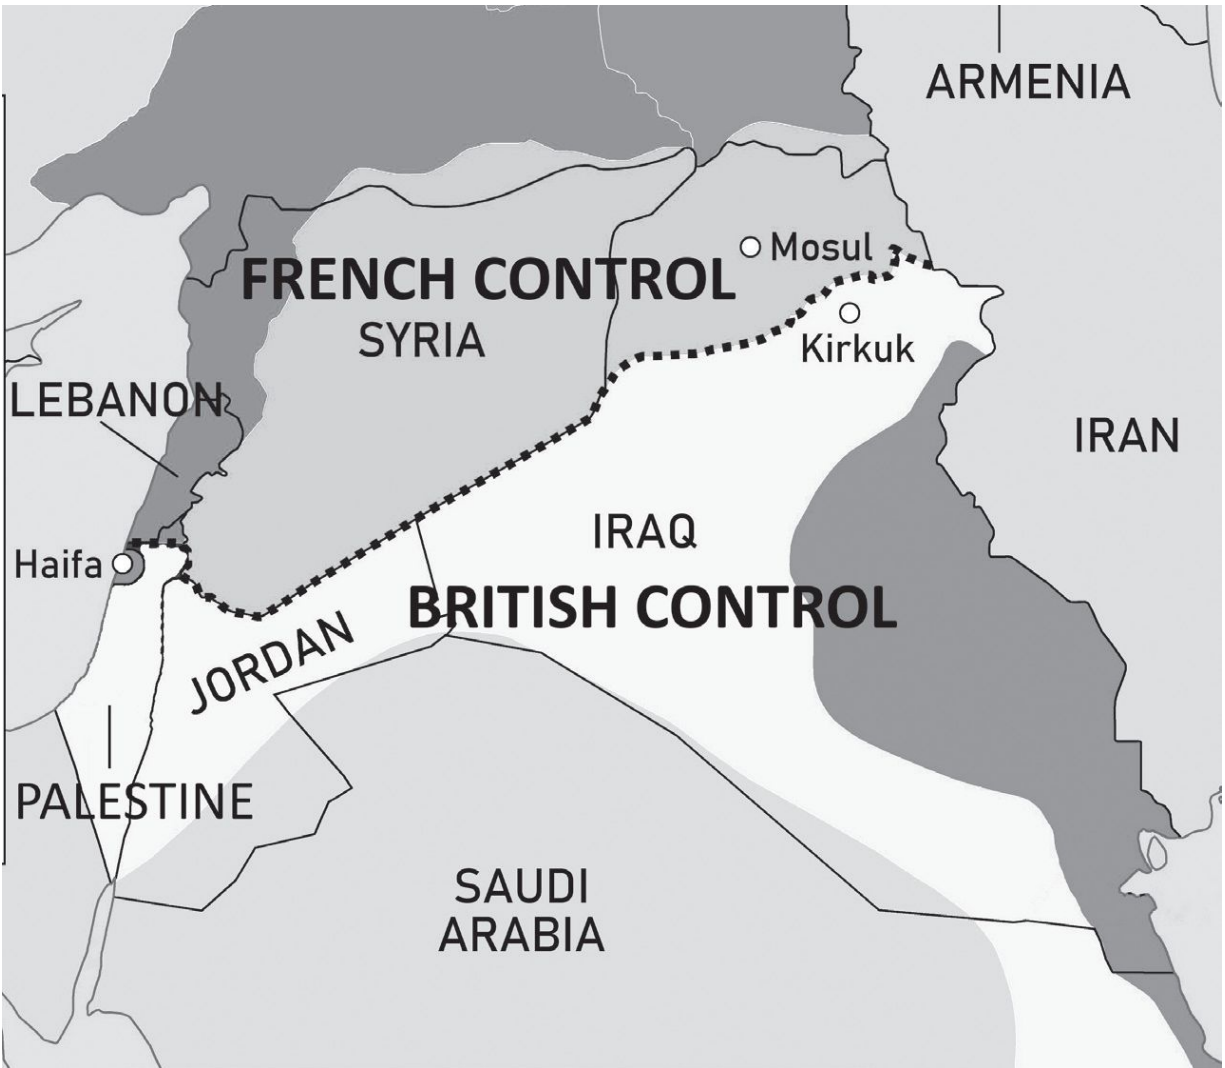 ARMENIA
Mosul
FRENCH CONTROL
SYRIA
Kirkuk
LEBANON
IRAN
IRAQ
Haifa
BRITISH CONTROL
JORDAN
PALESTINE
SAUDI
ARABIA